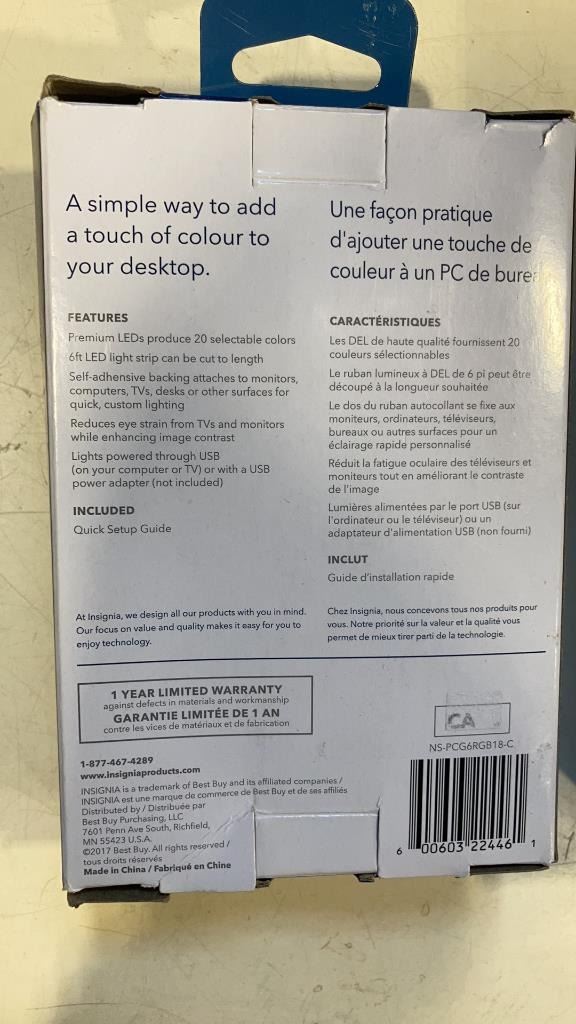 A simple way to add
a touch of colour to
your desktop.
FEATURES
Premium LEDs produce 20 selectable colors
6ft LED light strip can be cut to length
Self-adhensive backing attaches to monitors,
computers, TVs, desks or other surfaces for
quick, custom lighting
Reduces eye strain from TVs and monitors
while enhancing image contrast
Lights powered through USB
(on your computer or TV) or with a USB
power adapter (not included)
INCLUDED
Quick Setup Guide
At Insignia, we design all our products with you in mind.
Our focus on value and quality makes it easy for you to
enjoy technology.
Une façon pratique
d'ajouter une touche de
couleur à un PC de bure
CARACTÉRISTIQUES
Les DEL de haute qualité fournissent 20
couleurs sélectionnables
Le ruban lumineux à DEL de 6 pi peut être
découpé à la longueur souhaitée
Le dos du ruban autocollant se fixe aux
moniteurs, ordinateurs, téléviseurs,
bureaux ou autres surfaces pour un
éclairage rapide personnalisé
Réduit la fatigue oculaire des téléviseurs et
moniteurs tout en améliorant le contraste
de l'image
Lumières alimentées par le port USB (sur
l'ordinateur ou le téléviseur) ou un
adaptateur d'alimentation USB (non fourni)
INCLUT
Guide d'installation rapide
Chez Insignia, nous concevons tous nos produits pour
vous. Notre priorité sur la valeur et la qualité vous
permet de mieux tirer parti de la technologie.
1 YEAR LIMITED WARRANTY
against defects in materials and workmanship
GARANTIE LIMITÉE DE 1 AN
contre les vices de matériaux et de fabrication
1-877-467-4289
www.insigniaproducts.com
INSIGNIA is a trademark of Best Buy and its affiliated companies /
INSIGNIA est une marque de commerce de Best Buy et de ses affiliés
Distributed by / Distribuée par
Best Buy Purchasing, LLC
7601 Penn Ave South, Richfield,
MN 55423 U.S.A.
©2017 Best Buy. All rights reserved /
tous droits réservés
Made in China / Fabriqué en Chine
CA
NS-PCG6RGB18-C
6 00603 22446 1